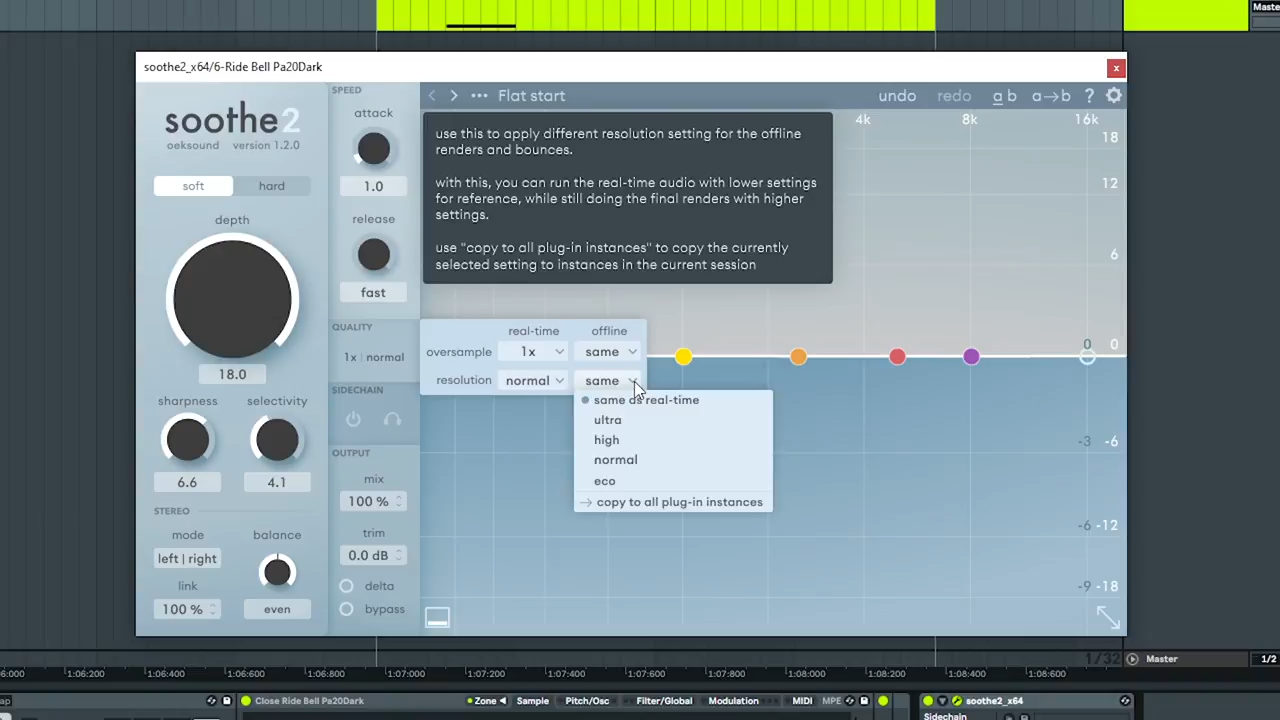 Master
soothe2_x64/6-Ride Bell Pa20Dark
x
soothe2
oeksound version 1.2.0
soft hard
depth
18.0
sharpness selectivity
6.6 4.1
STEREO
mode balance
left | right
link
100 % even
SPEED
attack
1.0
release
fast
QUALITY
1x | normal
SIDECHAIN
OUTPUT
mix
100 %
trim
0.0 dB
delta
bypass
Flat start
undo redo a b a→b ?
use this to apply different resolution setting for the offline
renders and bounces.
with this, you can run the real-time audio with lower settings
for reference, while still doing the final renders with higher
settings.
use "copy to all plug-in instances" to copy the currently
selected setting to instances in the current session
4k 8k 16k
18
12
6
0 0
-3 -6
-6 -12
-9 -18
real-time offline
oversample 1x same
resolution normal same
same as real-time
ultra
high
normal
eco
→ copy to all plug-in instances
1/32 Master 1/2
6:000 1:06:200 1:06:400 1:06:600 1:06:800 1:07:000 1:07:200 1:07:400 1:07:600 1:07:800 1:08:000 1:08:200 1:08:400 1:08:600
ap Close Ride Bell Pa20Dark Zone Sample Pitch/Osc Filter/Global Modulation MIDI MPE soothe2_x64
Sidechain